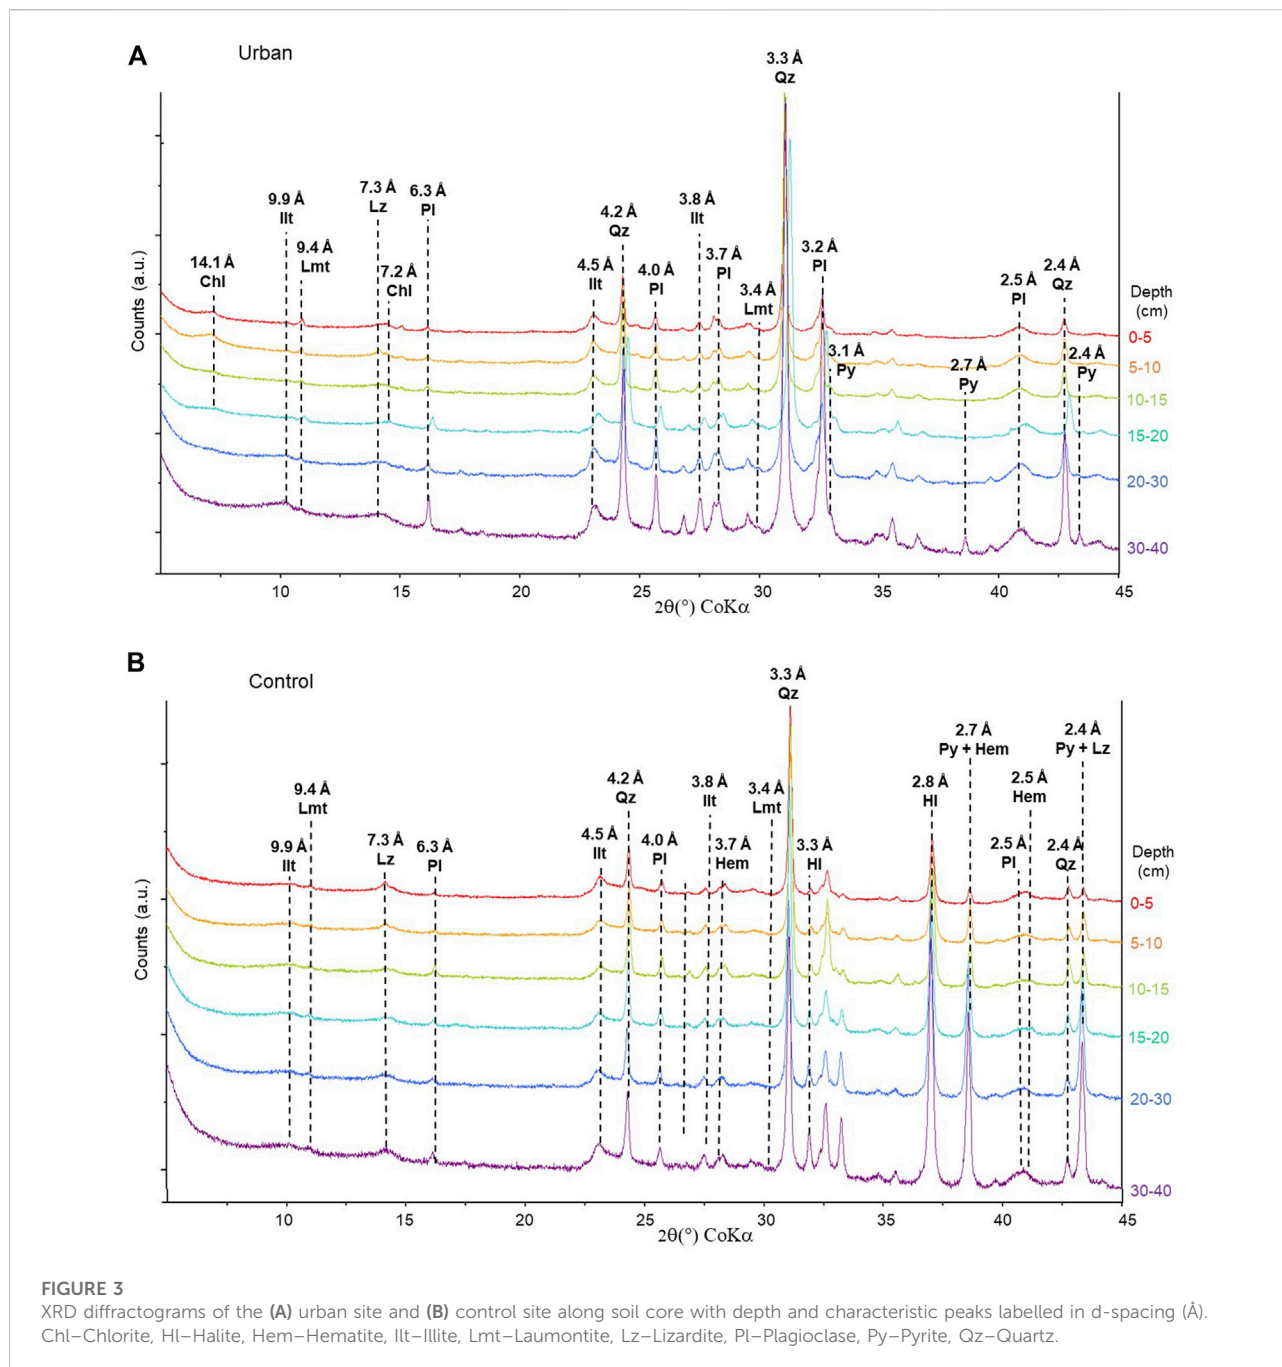 A
Urban
3.3 Å
Qz
9.9 Å
Ilt
7.3 Å
Lz
6.3 Å
Pl
3.8 Å
Ilt
4.2 Å
Qz
9.4 Å
Lmt
3.2 Å
Pl
14.1 Å
Chl
7.2 Å
Chl
4.5 Å
Ilt
4.0 Å
Pl
3.7 Å
Pl
3.4 Å
Lmt
2.5 Å
Pl
2.4 Å
Qz
Depth
(cm)
0-5
3.1 Å
Py
2.7 Å
Py
2.4 Å
Py
5-10
10-15
15-20
20-30
30-40
Counts (a.u.)
10 15 20 25 30 35 40 45
2θ(°) CoKα
B
Control
3.3 Å
Qz
2.7 Å
Py + Hem
2.4 Å
Py + Lz
9.4 Å
Lmt
4.2 Å
Qz
3.8 Å
Ilt
3.4 Å
Lmt
2.8 Å
Hl
2.5 Å
Hem
9.9 Å
Ilt
7.3 Å
Lz
6.3 Å
Pl
4.5 Å
Ilt
4.0 Å
Pl
3.7 Å
Hem
3.3 Å
Hl
2.5 Å
Pl
2.4 Å
Qz
Depth
(cm)
0-5
5-10
10-15
15-20
20-30
30-40
Counts (a.u.)
10 15 20 25 30 35 40 45
2θ(°) CoKα
FIGURE 3
XRD diffractograms of the (A) urban site and (B) control site along soil core with depth and characteristic peaks labelled in d-spacing (Å).
Chl–Chlorite, Hl–Halite, Hem–Hematite, Ilt–Illite, Lmt–Laumontite, Lz–Lizardite, Pl–Plagioclase, Py–Pyrite, Qz–Quartz.